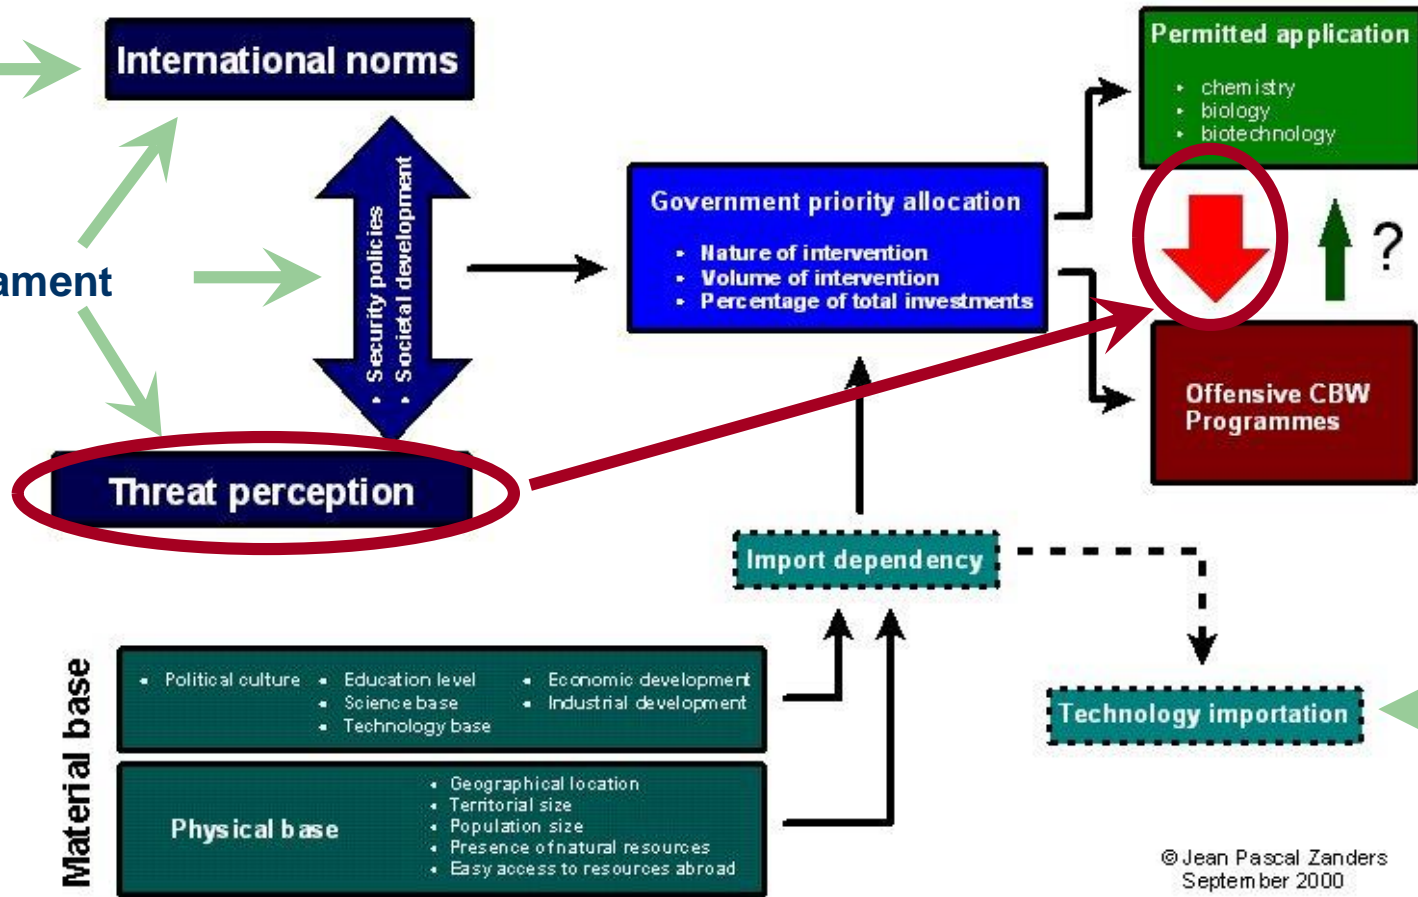 International norms
Permitted application
• chemistry
• biology
• biotechnology
• Security policies
• Societal development
Government priority allocation
• Nature of intervention
• Volume of intervention
• Percentage of total investments
?
ament
Offensive CBW
Programmes
Threat perception
Import dependency
Material base
• Political culture
• Education level
• Science base
• Technology base
• Economic development
• Industrial development
Technology importation
Physical base
• Geographical location
• Territorial size
• Population size
• Presence of natural resources
• Easy access to resources abroad
© Jean Pascal Zanders
September 2000